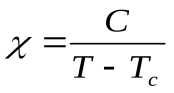 χ = C / (T - T_c)